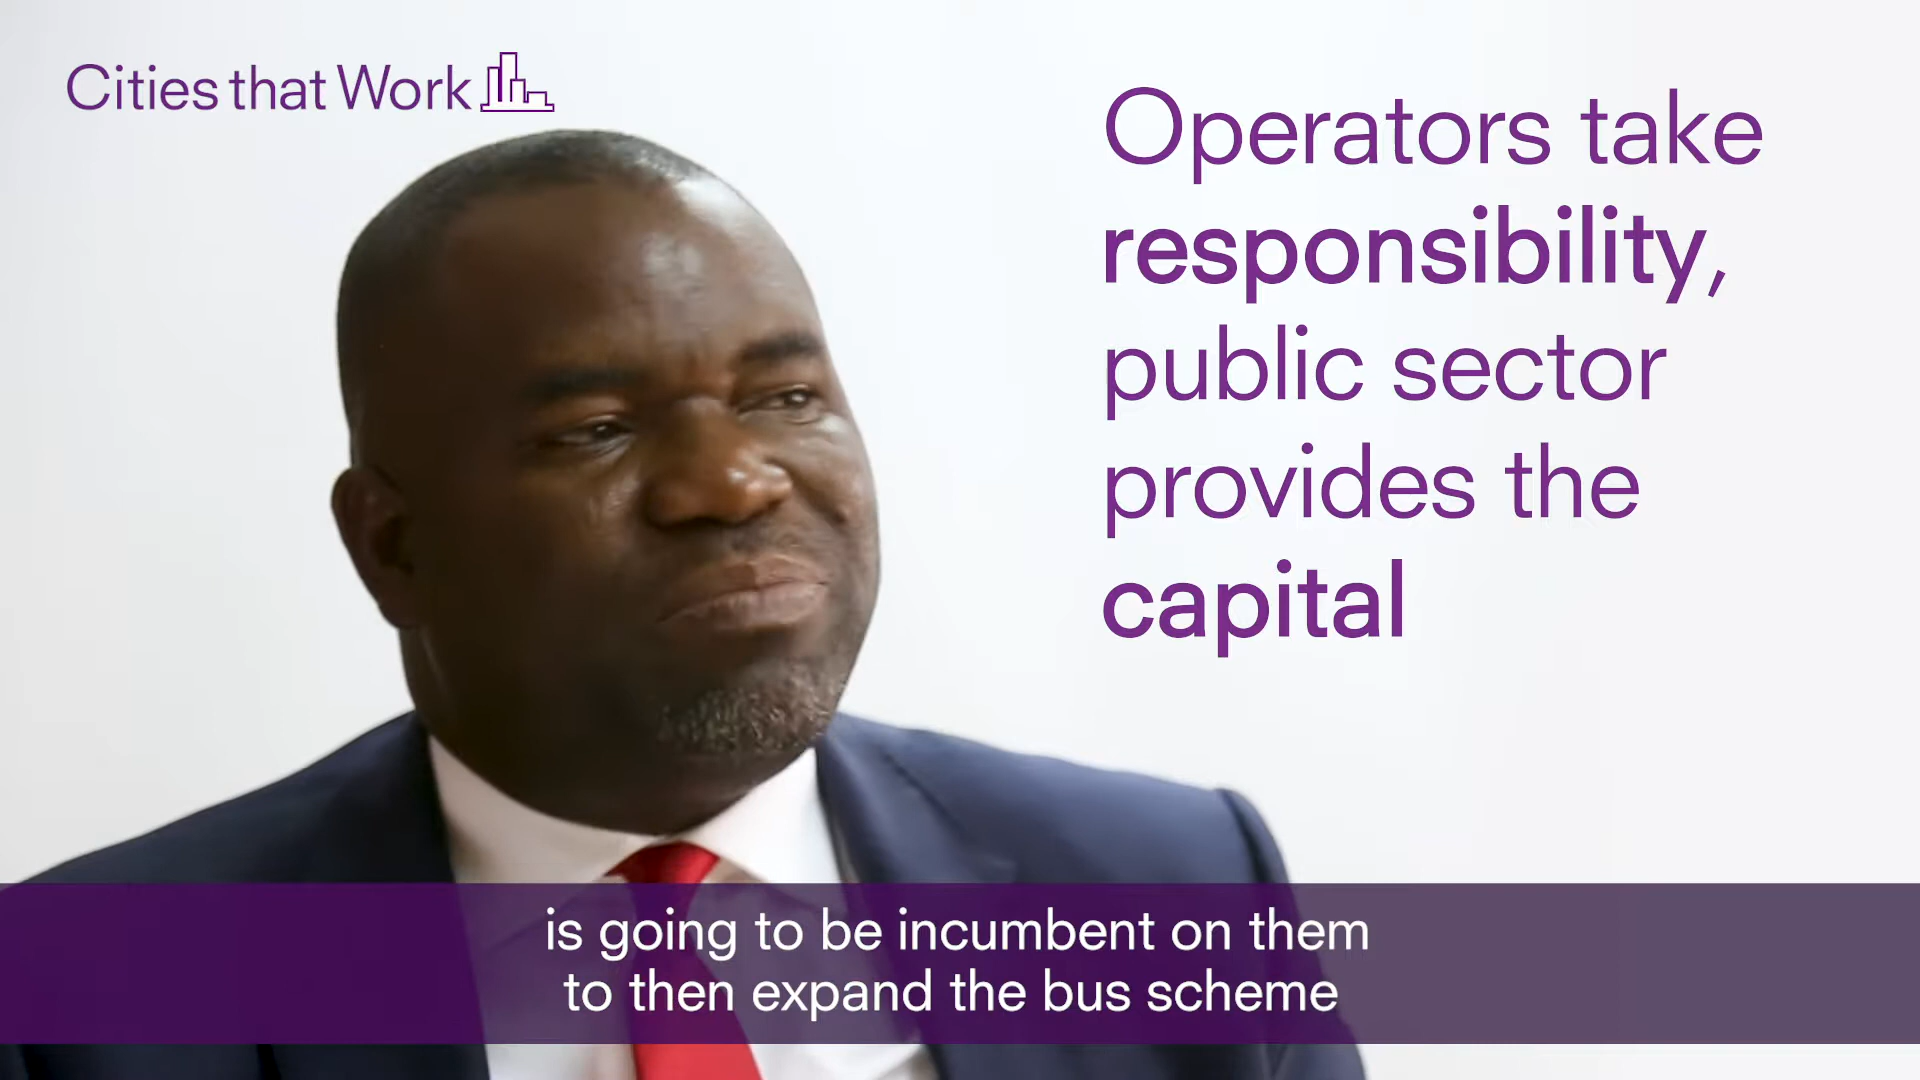 Cities that Work
Operators take
responsibility,
public sector
provides the
capital
is going to be incumbent on them
to then expand the bus scheme